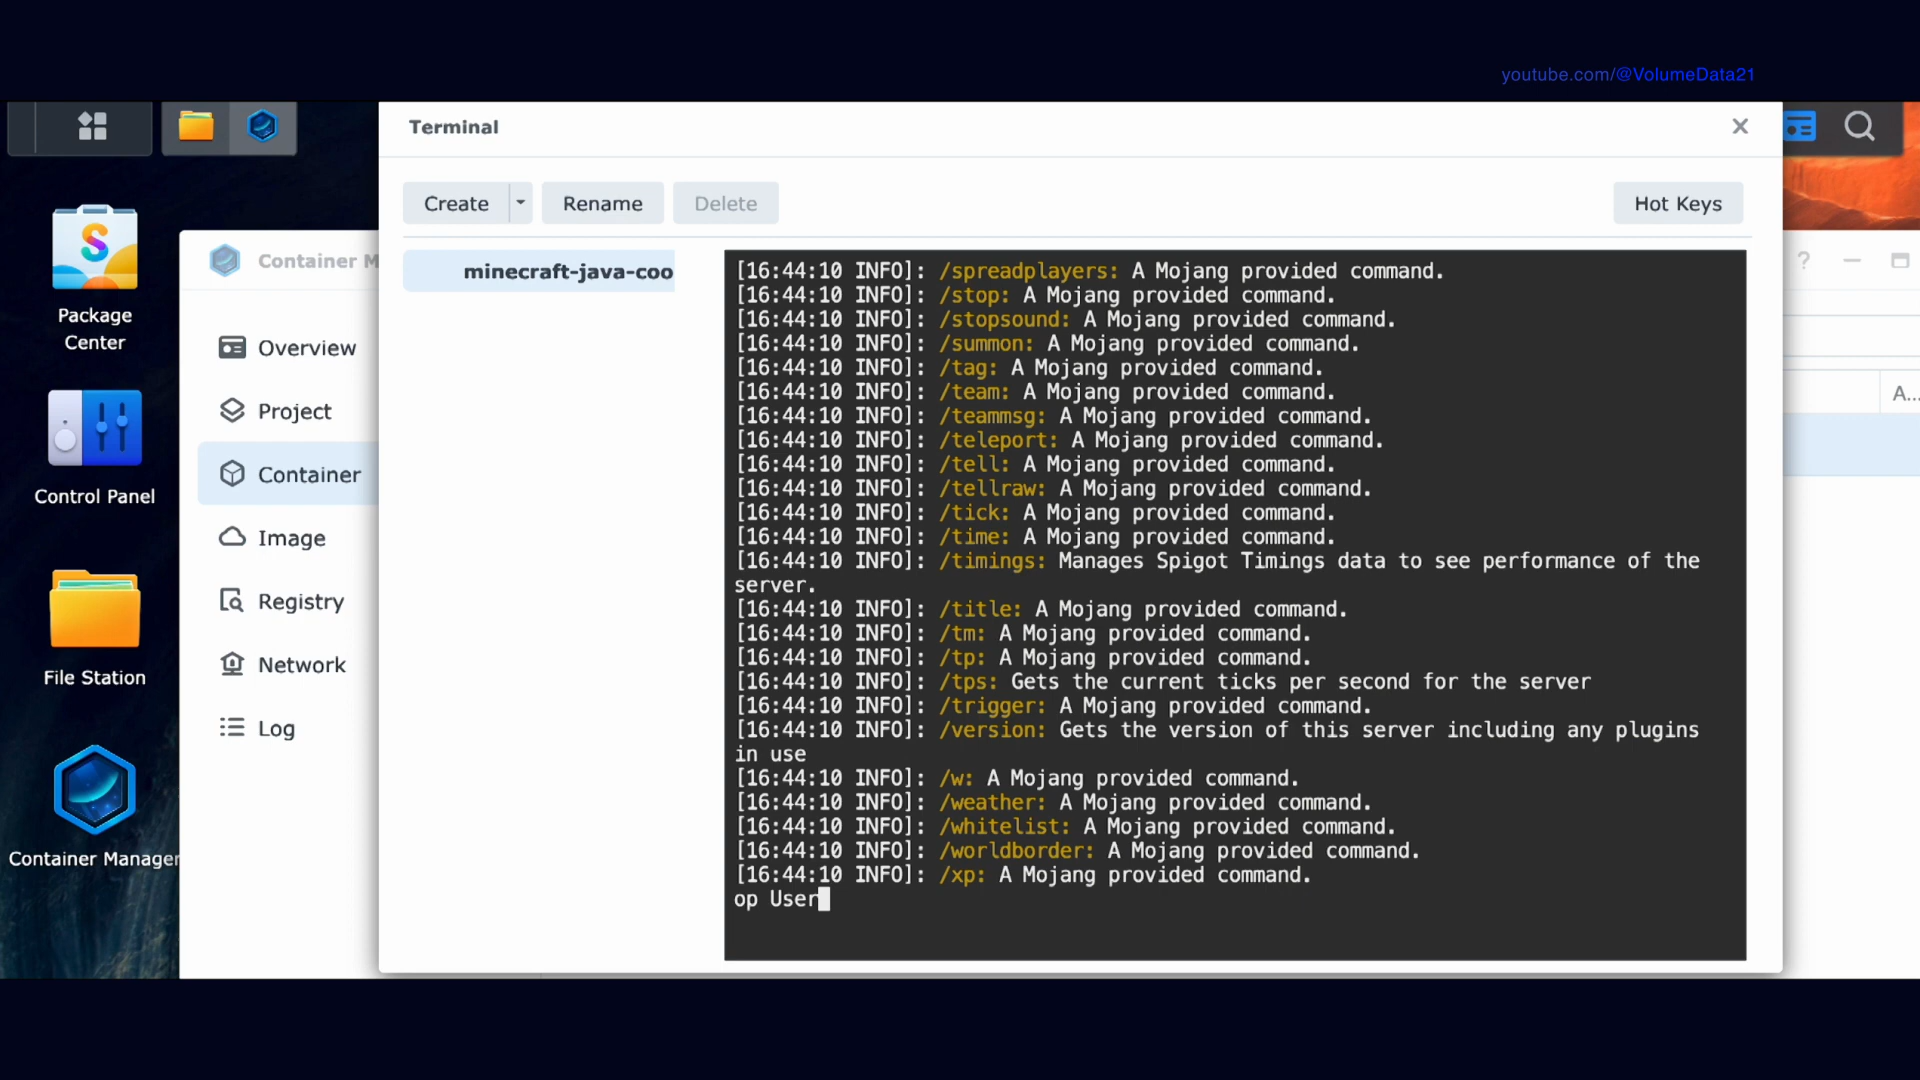 youtube.com/@VolumeData21
Terminal
Create
Rename
Delete
Hot Keys
Package
Center
Control Panel
File Station
Container Manager
Container M
Overview
Project
Container
Image
Registry
Network
Log
minecraft-java-coo
[16:44:10 INFO]: /spreadplayers: A Mojang provided command.
[16:44:10 INFO]: /stop: A Mojang provided command.
[16:44:10 INFO]: /stopsound: A Mojang provided command.
[16:44:10 INFO]: /summon: A Mojang provided command.
[16:44:10 INFO]: /tag: A Mojang provided command.
[16:44:10 INFO]: /team: A Mojang provided command.
[16:44:10 INFO]: /teammsg: A Mojang provided command.
[16:44:10 INFO]: /teleport: A Mojang provided command.
[16:44:10 INFO]: /tell: A Mojang provided command.
[16:44:10 INFO]: /tellraw: A Mojang provided command.
[16:44:10 INFO]: /tick: A Mojang provided command.
[16:44:10 INFO]: /time: A Mojang provided command.
[16:44:10 INFO]: /timings: Manages Spigot Timings data to see performance of the
server.
[16:44:10 INFO]: /title: A Mojang provided command.
[16:44:10 INFO]: /tm: A Mojang provided command.
[16:44:10 INFO]: /tp: A Mojang provided command.
[16:44:10 INFO]: /tps: Gets the current ticks per second for the server
[16:44:10 INFO]: /trigger: A Mojang provided command.
[16:44:10 INFO]: /version: Gets the version of this server including any plugins
in use
[16:44:10 INFO]: /w: A Mojang provided command.
[16:44:10 INFO]: /weather: A Mojang provided command.
[16:44:10 INFO]: /whitelist: A Mojang provided command.
[16:44:10 INFO]: /worldborder: A Mojang provided command.
[16:44:10 INFO]: /xp: A Mojang provided command.
op User
?
A...